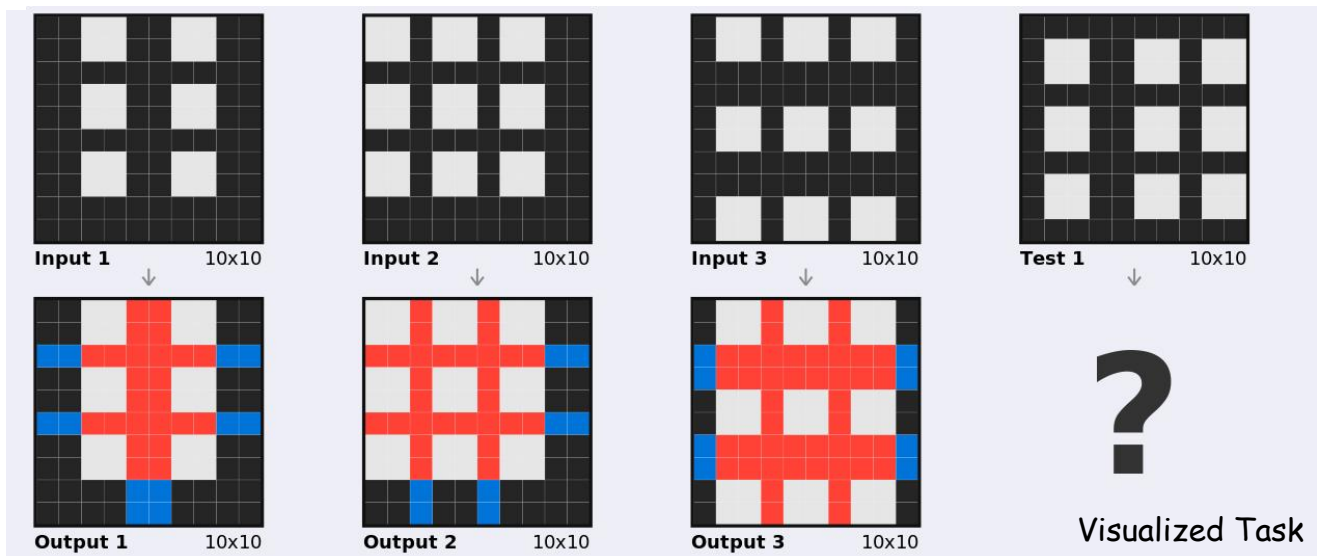 Input 1 10x10
Input 2 10x10
Input 3 10x10
Test 1 10x10
↓ ↓ ↓ ↓
?
Output 1 10x10
Output 2 10x10
Output 3 10x10
Visualized Task